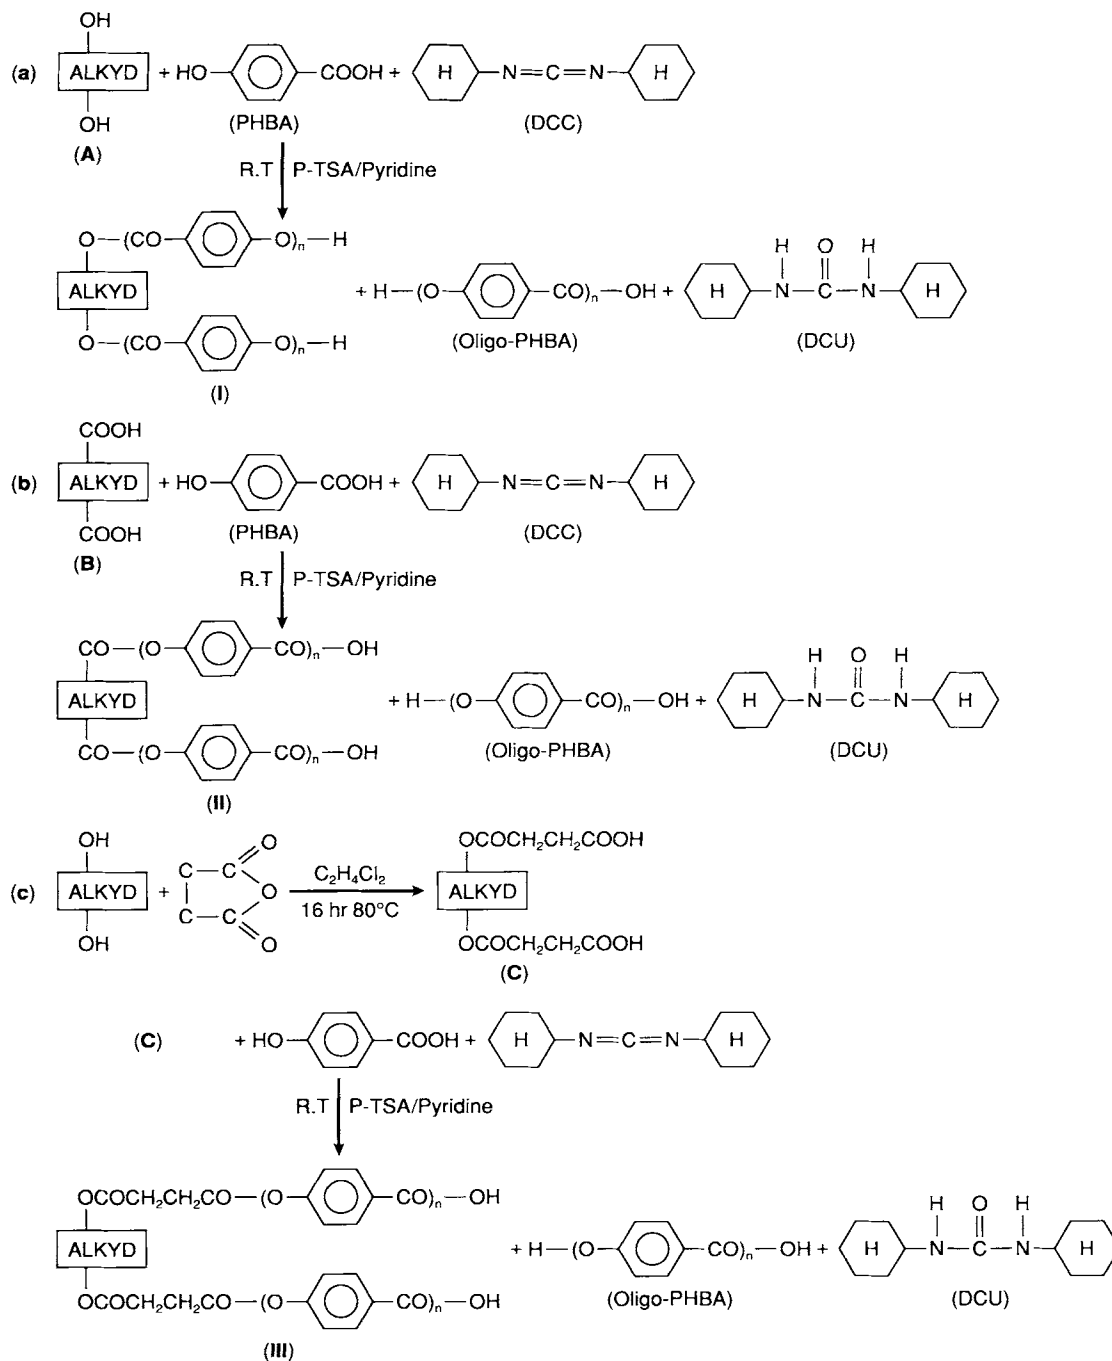 OH
(a) ALKYD + HO COOH + H N=C=N H
OH (PHBA) (DCC)
(A)
R.T P-TSA/Pyridine
O—(CO O)n—H
H O H
ALKYD + H—(O CO)n—OH + H N—C—N H
(Oligo-PHBA) (DCU)
O—(CO O)n—H
(I)
COOH
(b) ALKYD + HO COOH + H N=C=N H
COOH (PHBA) (DCC)
(B)
R.T P-TSA/Pyridine
CO—(O CO)n—OH
H O H
ALKYD + H—(O CO)n—OH + H N—C—N H
(Oligo-PHBA) (DCU)
CO—(O CO)n—OH
(II)
OH O OCOCH2CH2COOH
C C C2H4Cl2
(c) ALKYD + O ALKYD
C C 16 hr 80°C
OH O OCOCH2CH2COOH
(C)
(C) + HO COOH + H N=C=N H
R.T P-TSA/Pyridine
OCOCH2CH2CO—(O CO)n—OH
H O H
ALKYD + H—(O CO)n—OH + H N—C—N H
(Oligo-PHBA) (DCU)
OCOCH2CH2CO—(O CO)n—OH
(III)